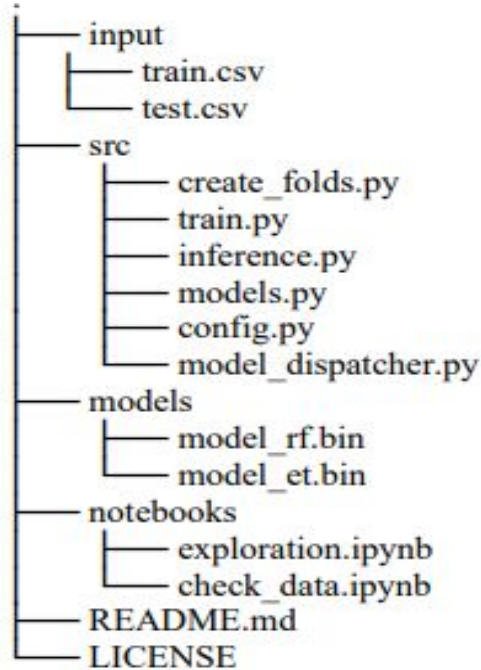 .
input
train.csv
test.csv
src
create_folds.py
train.py
inference.py
models.py
config.py
model_dispatcher.py
models
model_rf.bin
model_et.bin
notebooks
exploration.ipynb
check_data.ipynb
README.md
LICENSE